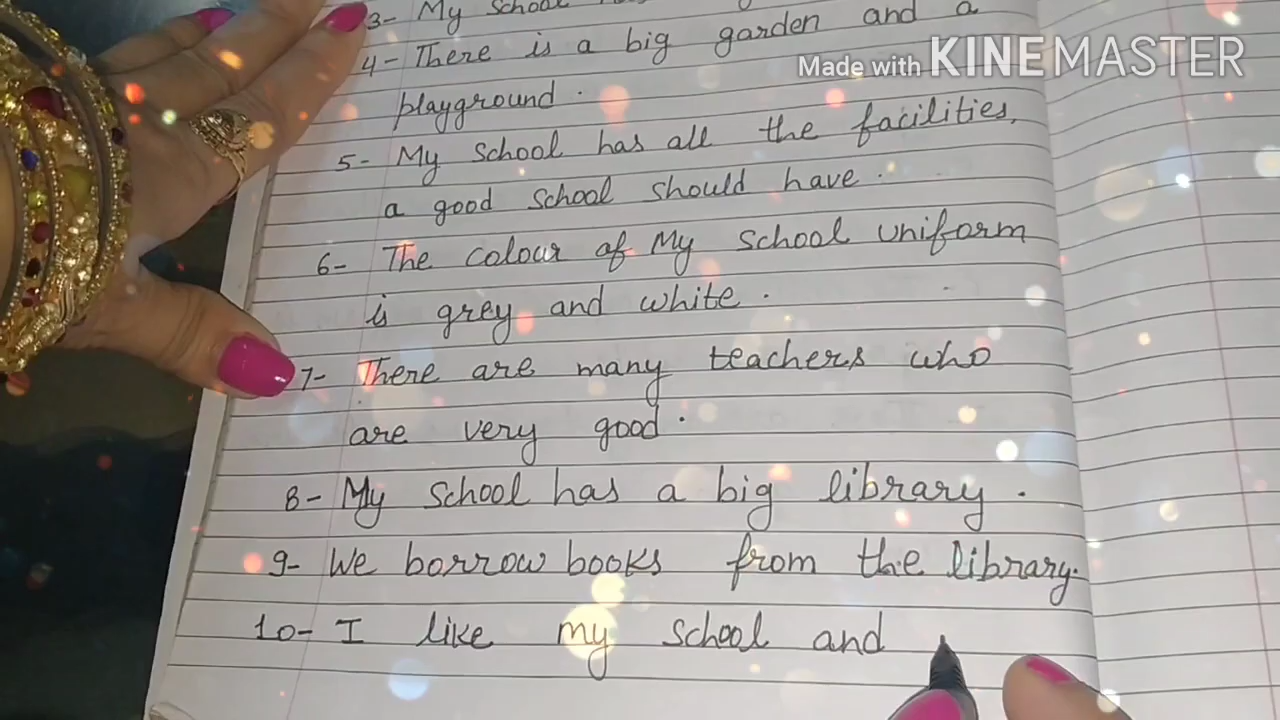 3- My School
4- There is a big garden and a
Made with KINEMASTER
playground.
5- My School has all the facilities,
a good School should have.
6- The colour of My School Uniform
is grey and white.
7- There are many teachers who
are very good.
8- My School has a big library.
9- We borrow books from the library.
10- I like my School and